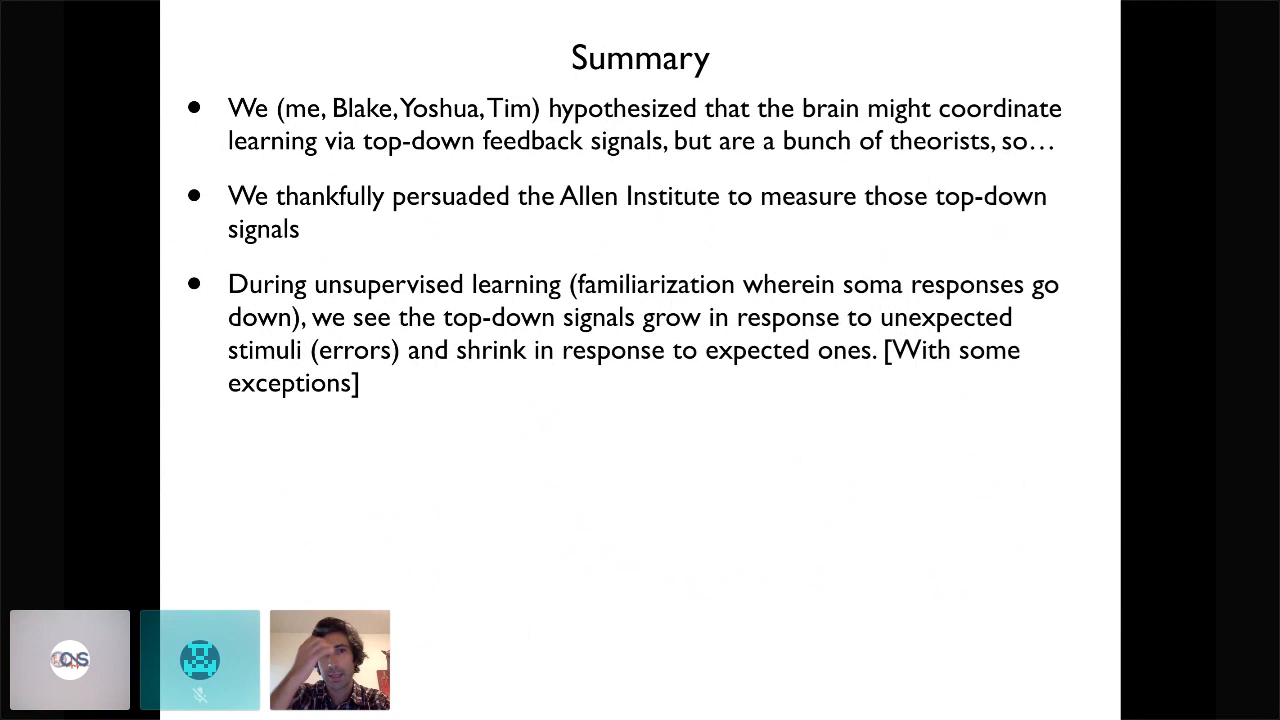 Summary
● We (me, Blake, Yoshua, Tim) hypothesized that the brain might coordinate
learning via top-down feedback signals, but are a bunch of theorists, so…
● We thankfully persuaded the Allen Institute to measure those top-down
signals
● During unsupervised learning (familiarization wherein soma responses go
down), we see the top-down signals grow in response to unexpected
stimuli (errors) and shrink in response to expected ones. [With some
exceptions]